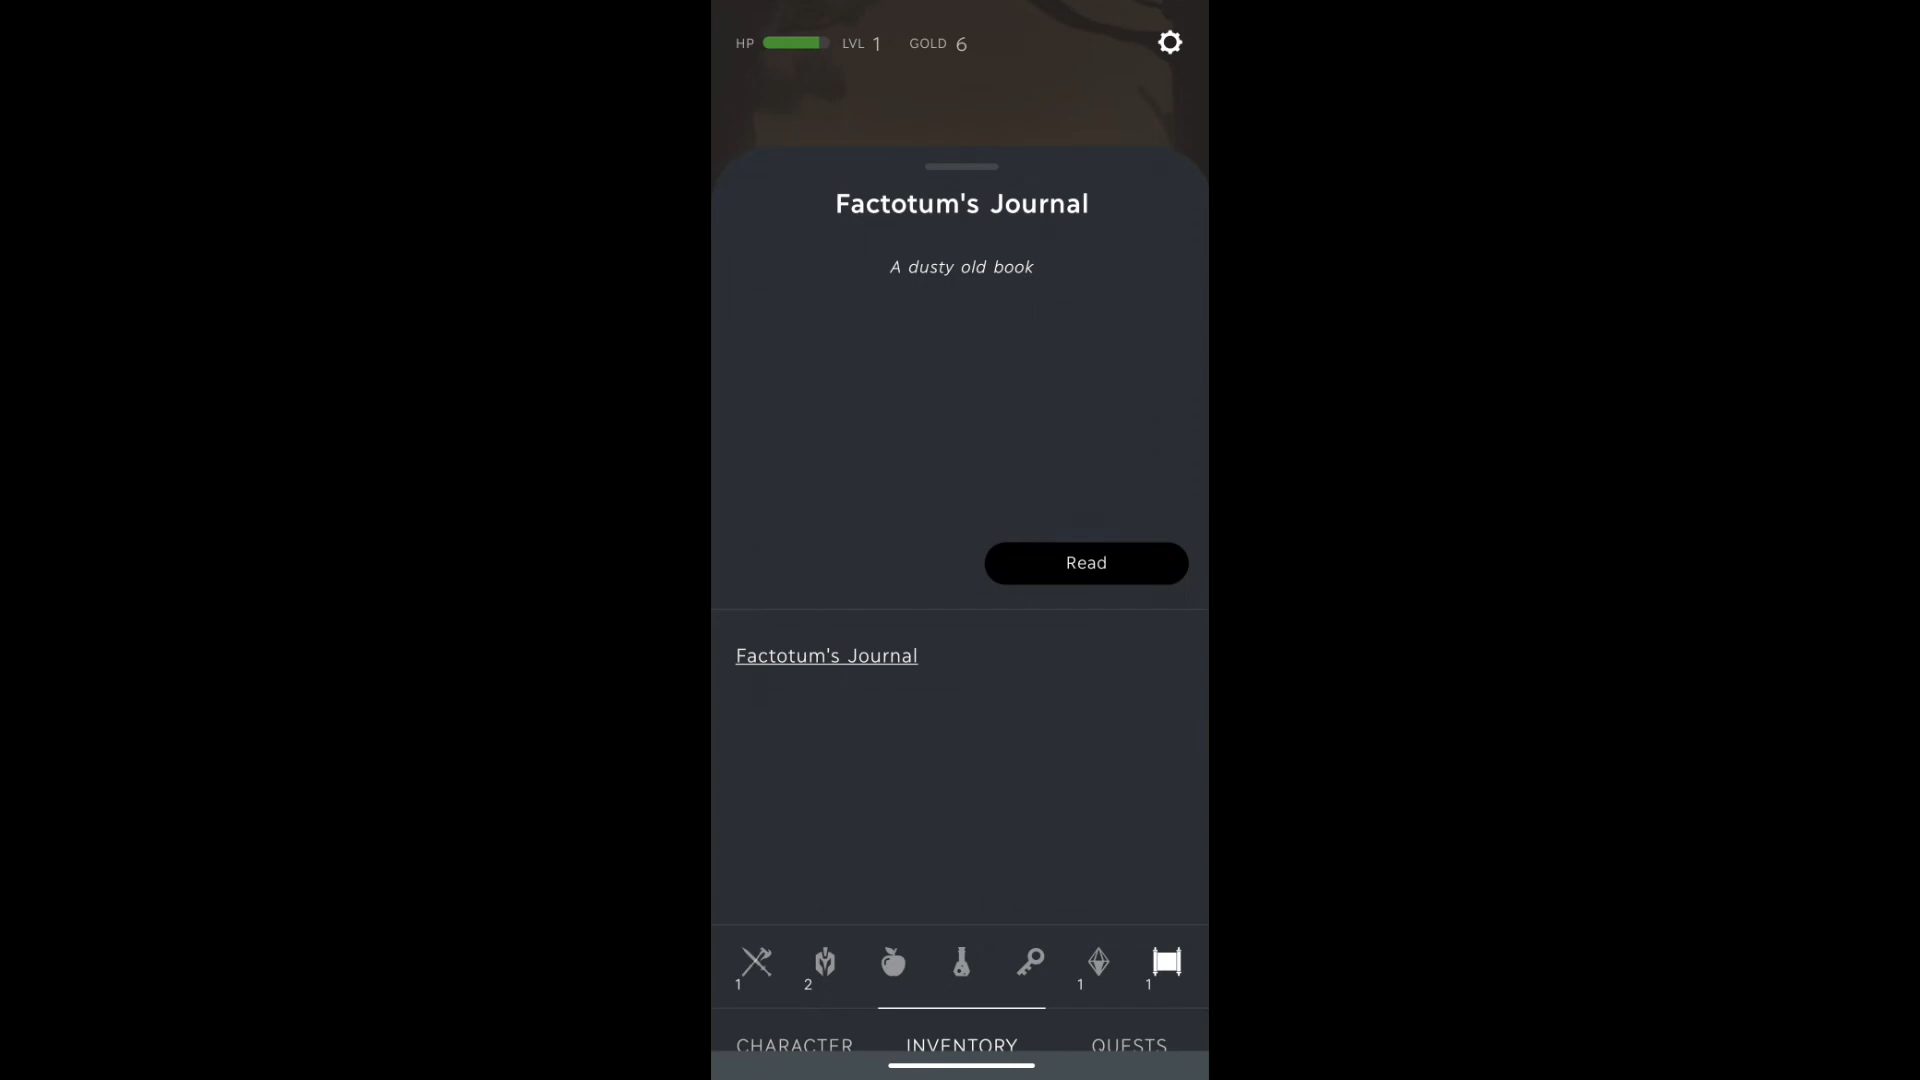 HP LVL 1 GOLD 6
Factotum's Journal
A dusty old book
Read
Factotum's Journal
1 2 1 1
CHARACTER INVENTORY QUESTS